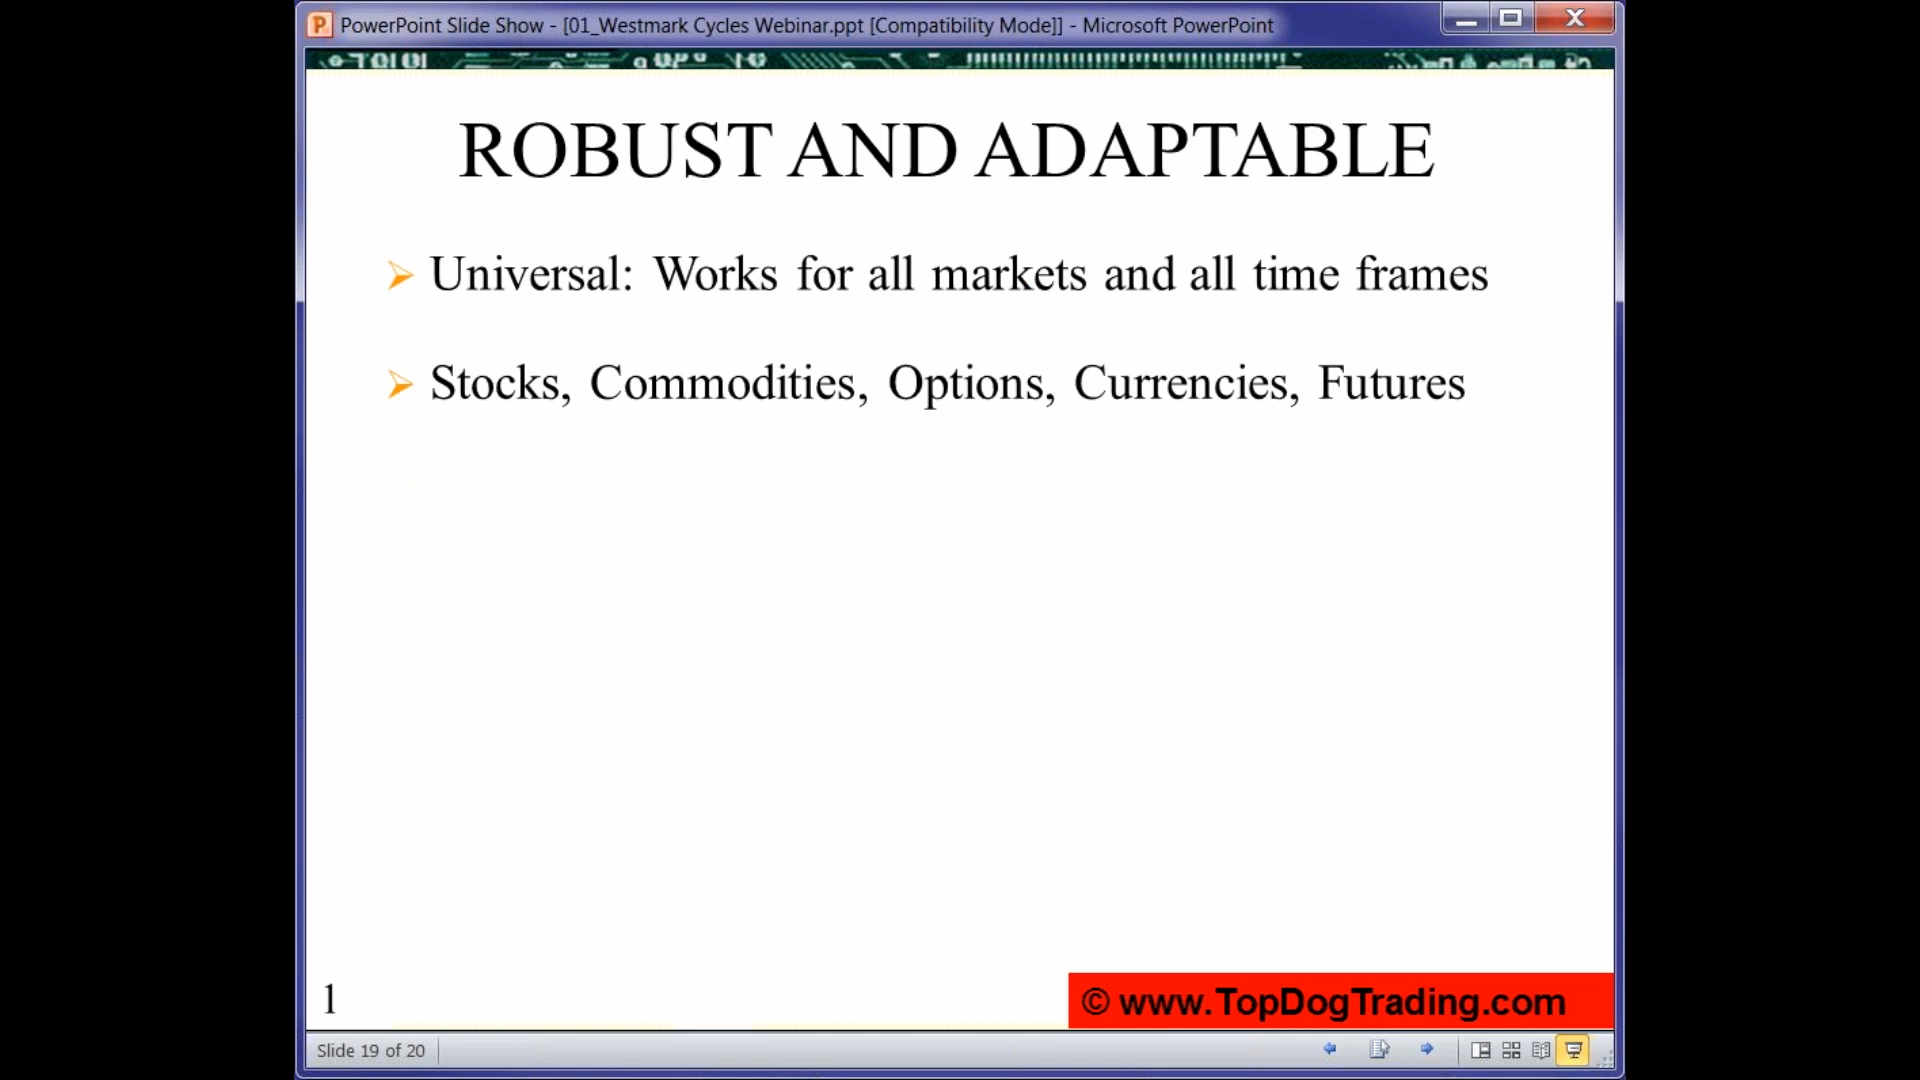 PowerPoint Slide Show - [01_Westmark Cycles Webinar.ppt [Compatibility Mode]] - Microsoft PowerPoint
ROBUST AND ADAPTABLE
Universal: Works for all markets and all time frames
Stocks, Commodities, Options, Currencies, Futures
1
© www.TopDogTrading.com
Slide 19 of 20